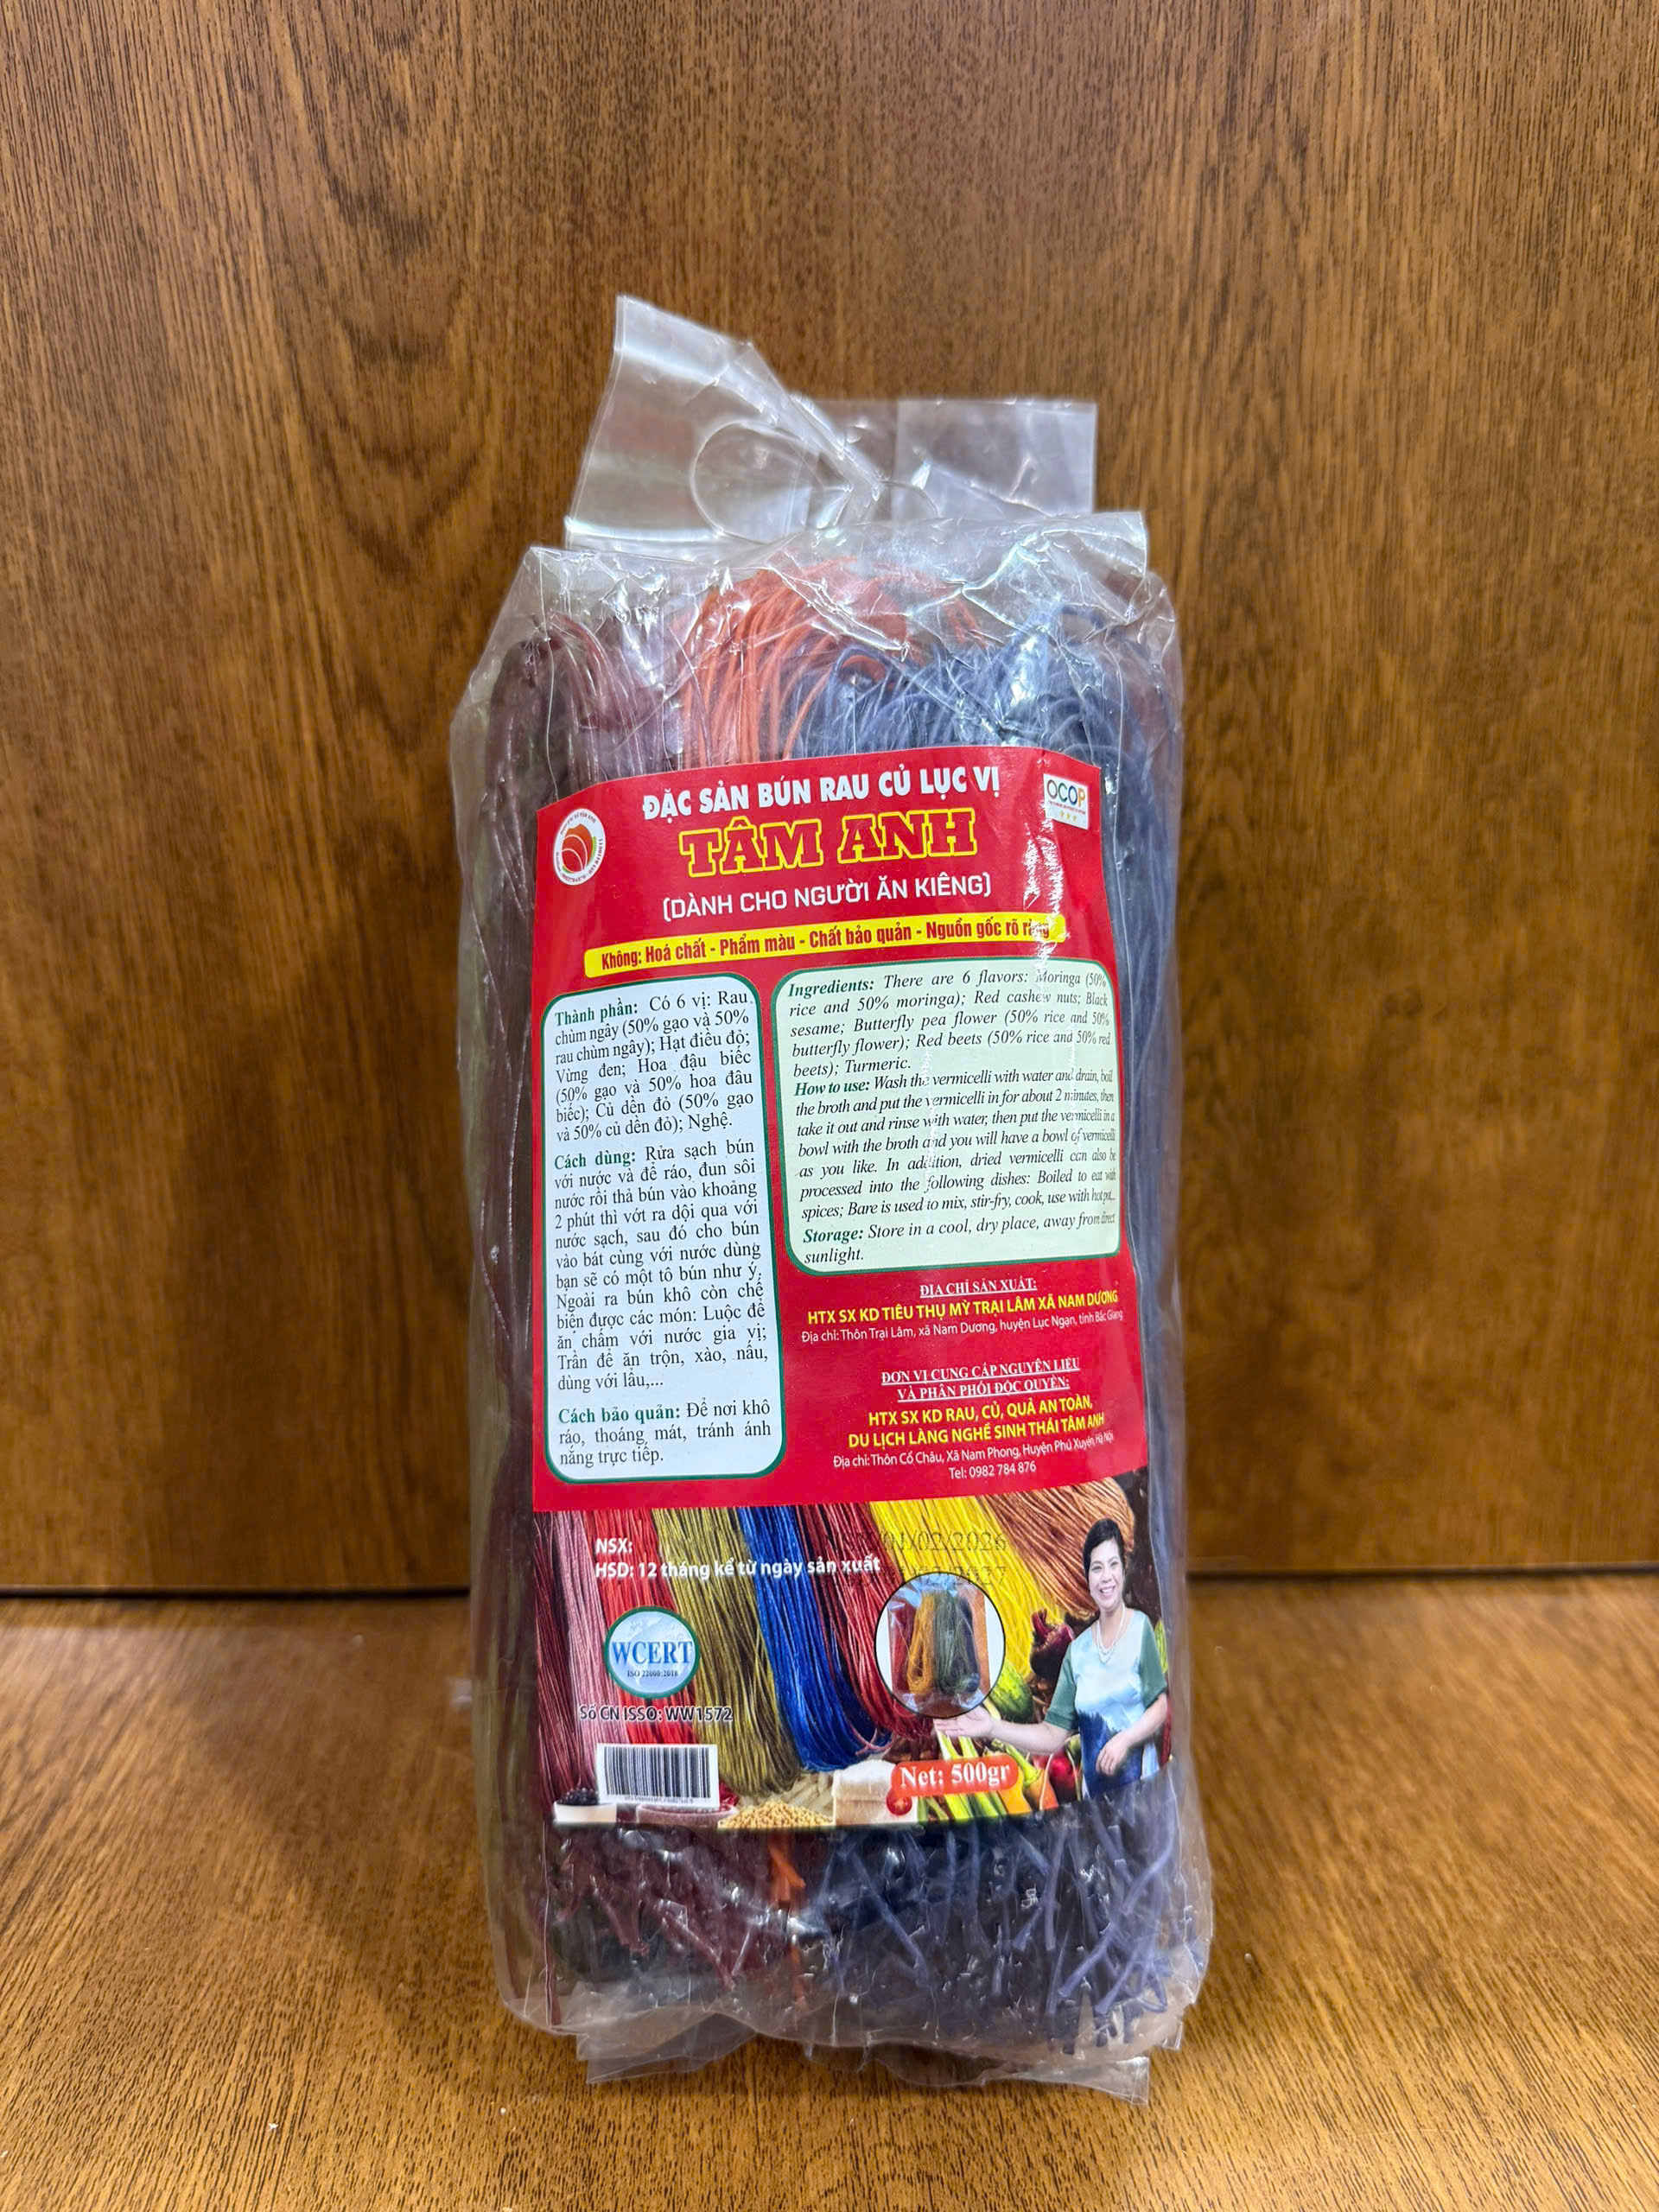 ĐẶC SẢN BÚN RAU CỦ LỤC VỊ
OCOP
TÂM ANH
(DÀNH CHO NGƯỜI ĂN KIÊNG)
Không: Hoá chất - Phẩm màu - Chất bảo quản - Nguồn gốc rõ ràng
Thành phần: Có 6 vị: Rau
chùm ngây (50% gạo và 50%
rau chùm ngây); Hạt điều đỏ;
Vừng đen; Hoa đậu biếc
(50% gạo và 50% hoa đâu
biếc); Củ dền đỏ (50% gạo
và 50% củ dền đỏ); Nghệ.
Cách dùng: Rửa sạch bún
với nước và để ráo, đun sôi
nước rồi thả bún vào khoảng
2 phút thì vớt ra dội qua với
nước sạch, sau đó cho bún
vào bát cùng với nước dùng
bạn sẽ có một tô bún như ý.
Ngoài ra bún khô còn chế
biến được các món: Luộc để
ăn chấm với nước gia vị;
Trần để ăn trộn, xào, nấu,
dùng với lẩu,...
Cách bảo quản: Để nơi khô
ráo, thoáng mát, tránh ánh
nắng trực tiếp.
Ingredients: There are 6 flavors: Moringa (50%
rice and 50% moringa); Red cashew nuts; Black
sesame; Butterfly pea flower (50% rice and 50%
butterfly flower); Red beets (50% rice and 50% red
beets); Turmeric.
How to use: Wash the vermicelli with water and drain, boil
the broth and put the vermicelli in for about 2 minutes, then
take it out and rinse with water, then put the vermicelli in a
bowl with the broth and you will have a bowl of vermicelli
as you like. In addition, dried vermicelli can also be
processed into the following dishes: Boiled to eat with
spices; Bare is used to mix, stir-fry, cook, use with hotpot...
Storage: Store in a cool, dry place, away from direct
sunlight.
ĐỊA CHỈ SẢN XUẤT:
HTX SX KD TIÊU THỤ MỲ TRẠI LÂM XÃ NAM DƯƠNG
Địa chỉ: Thôn Trại Lâm, xã Nam Dương, huyện Lục Ngạn, tỉnh Bắc Giang
ĐƠN VỊ CUNG CẤP NGUYÊN LIỆU
VÀ PHÂN PHỐI ĐỘC QUYỀN:
HTX SX KD RAU, CỦ, QUẢ AN TOÀN,
DU LỊCH LÀNG NGHỀ SINH THÁI TÂM ANH
Địa chỉ: Thôn Cổ Châu, Xã Nam Phong, Huyện Phú Xuyên, Hà Nội
Tel: 0982 784 876
NSX:
01/02/2026
HSD: 12 tháng kể từ ngày sản xuất
WCERT
ISO 22000:2018
Số CN ISSO: WW1572
Net: 500gr